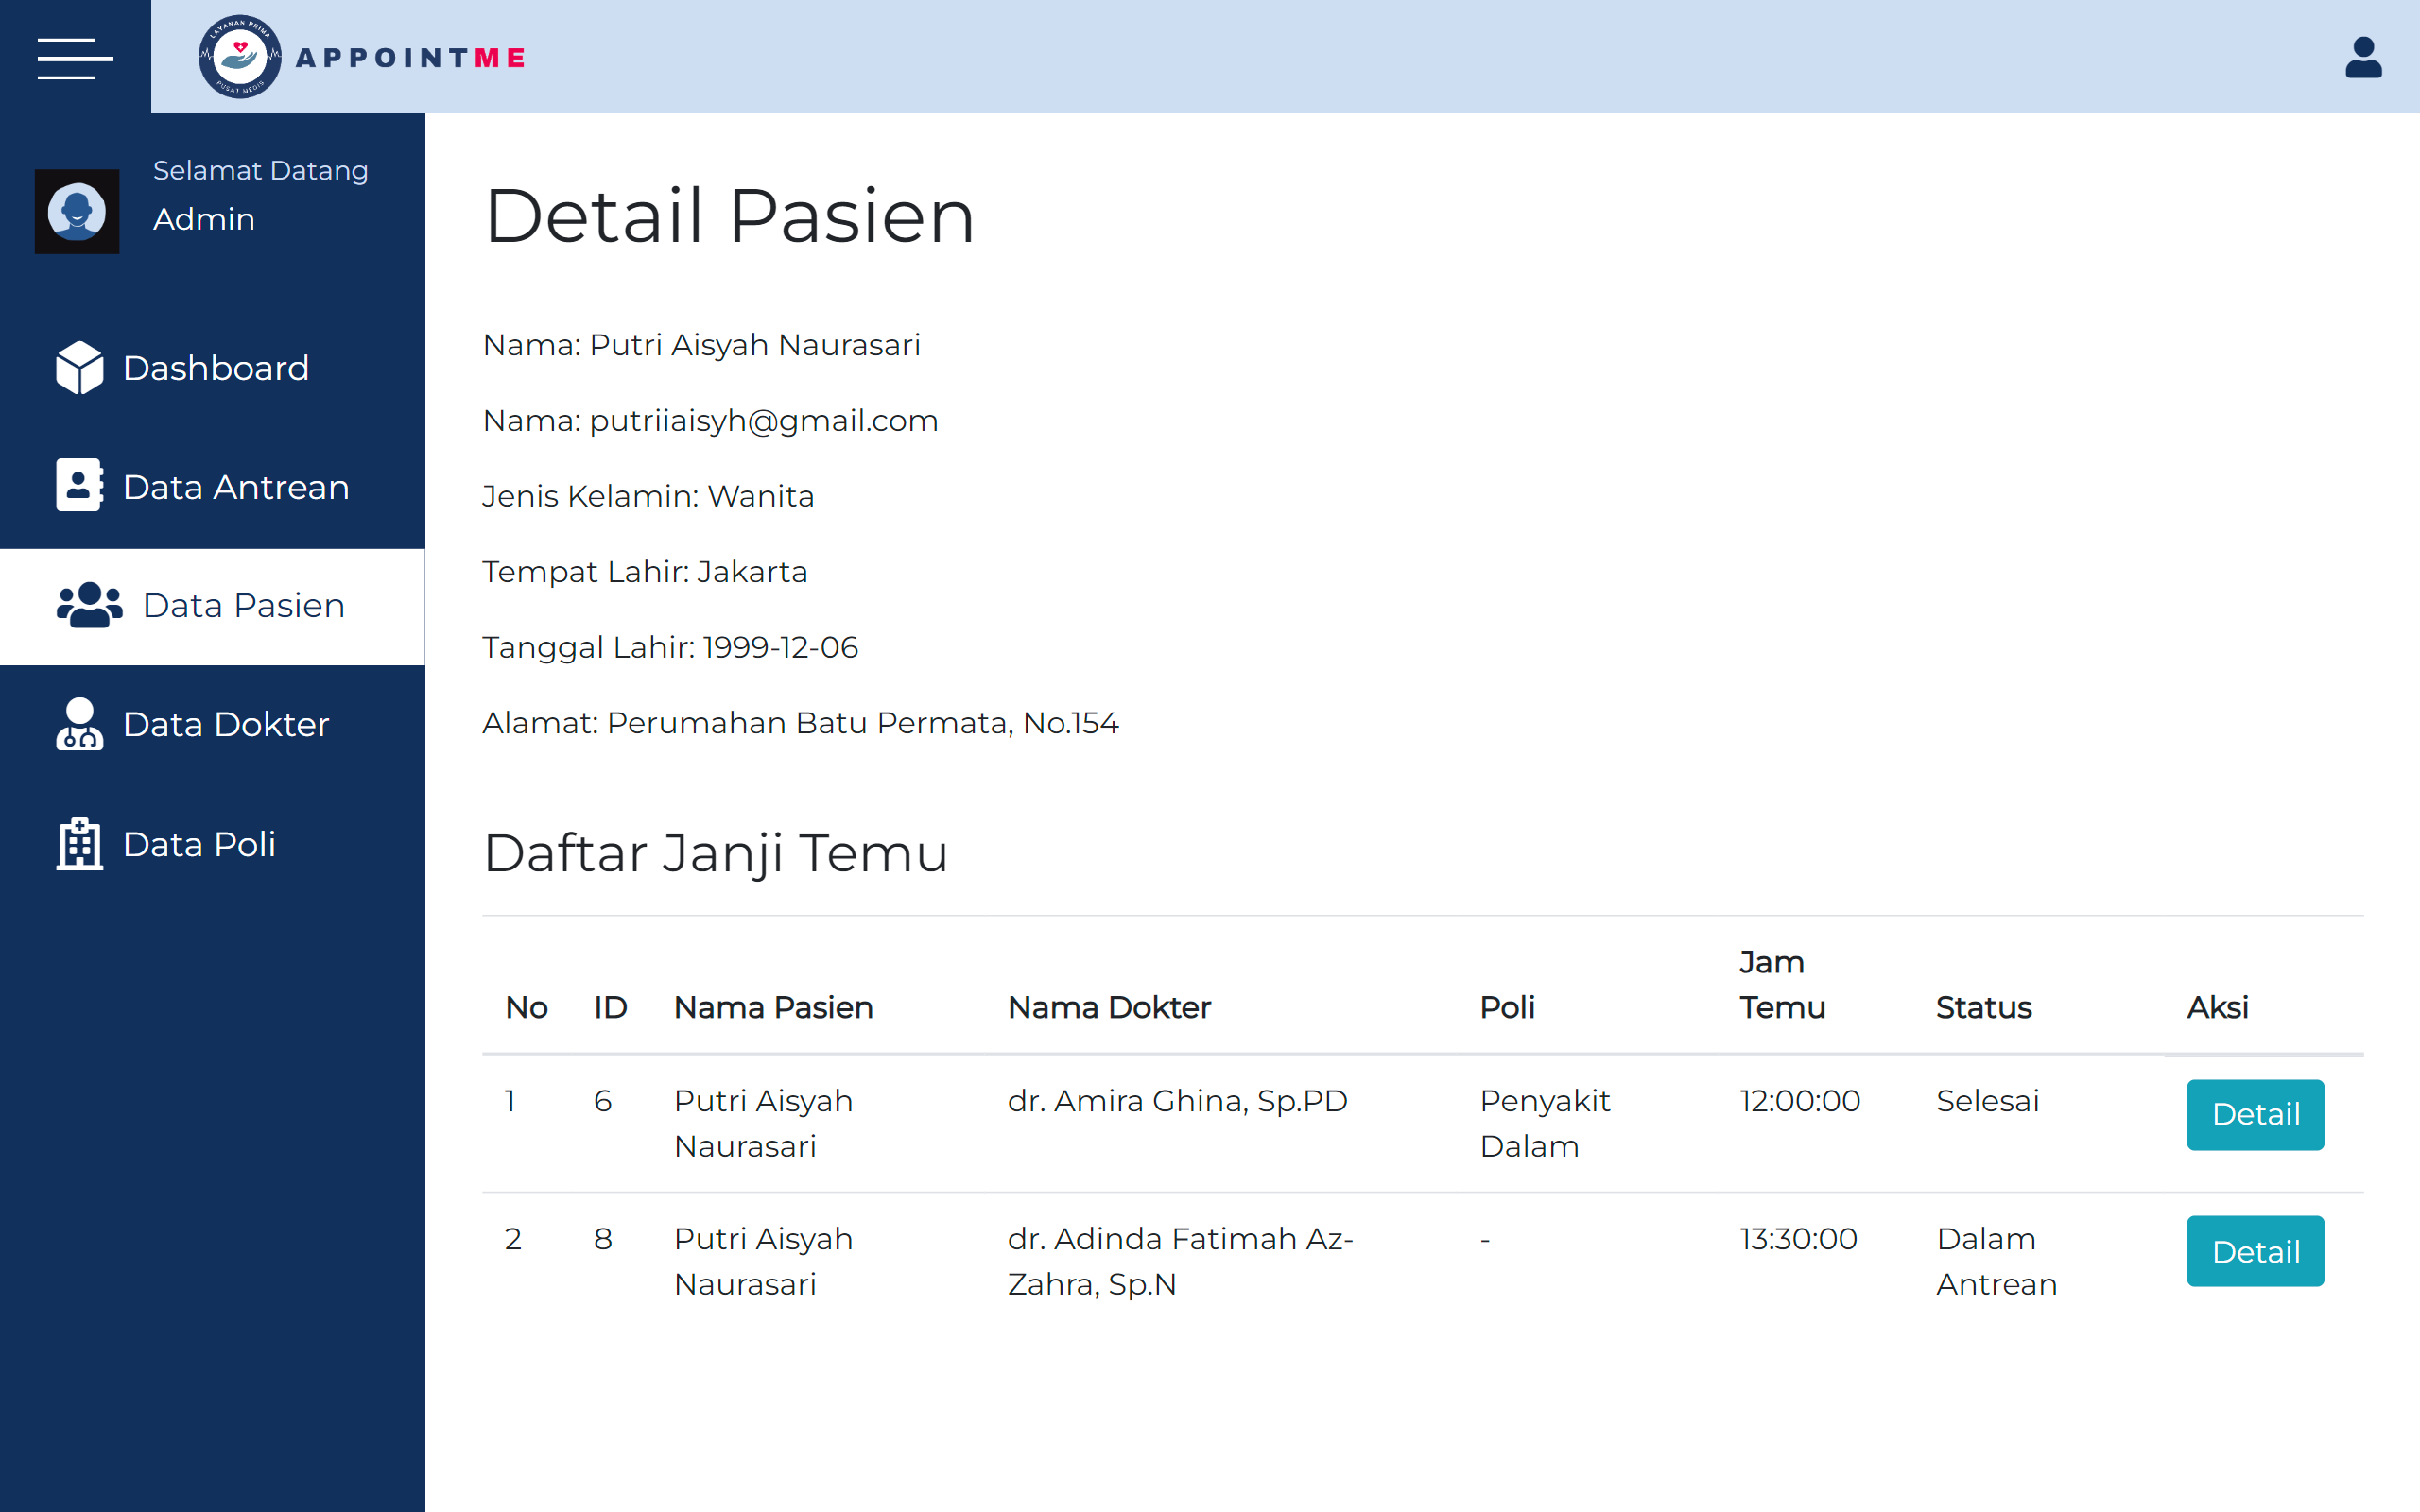 LAYANAN PRIMA
PUSAT MEDIS
APPOINTME
Selamat Datang
Admin
Dashboard
Data Antrean
Data Pasien
Data Dokter
Data Poli
Detail Pasien
Nama: Putri Aisyah Naurasari
Nama: putriiaisyh@gmail.com
Jenis Kelamin: Wanita
Tempat Lahir: Jakarta
Tanggal Lahir: 1999-12-06
Alamat: Perumahan Batu Permata, No.154
Daftar Janji Temu
No ID Nama Pasien Nama Dokter Poli Jam Temu Status Aksi
1 6 Putri Aisyah Naurasari dr. Amira Ghina, Sp.PD Penyakit Dalam 12:00:00 Selesai Detail
2 8 Putri Aisyah Naurasari dr. Adinda Fatimah Az-Zahra, Sp.N - 13:30:00 Dalam Antrean Detail